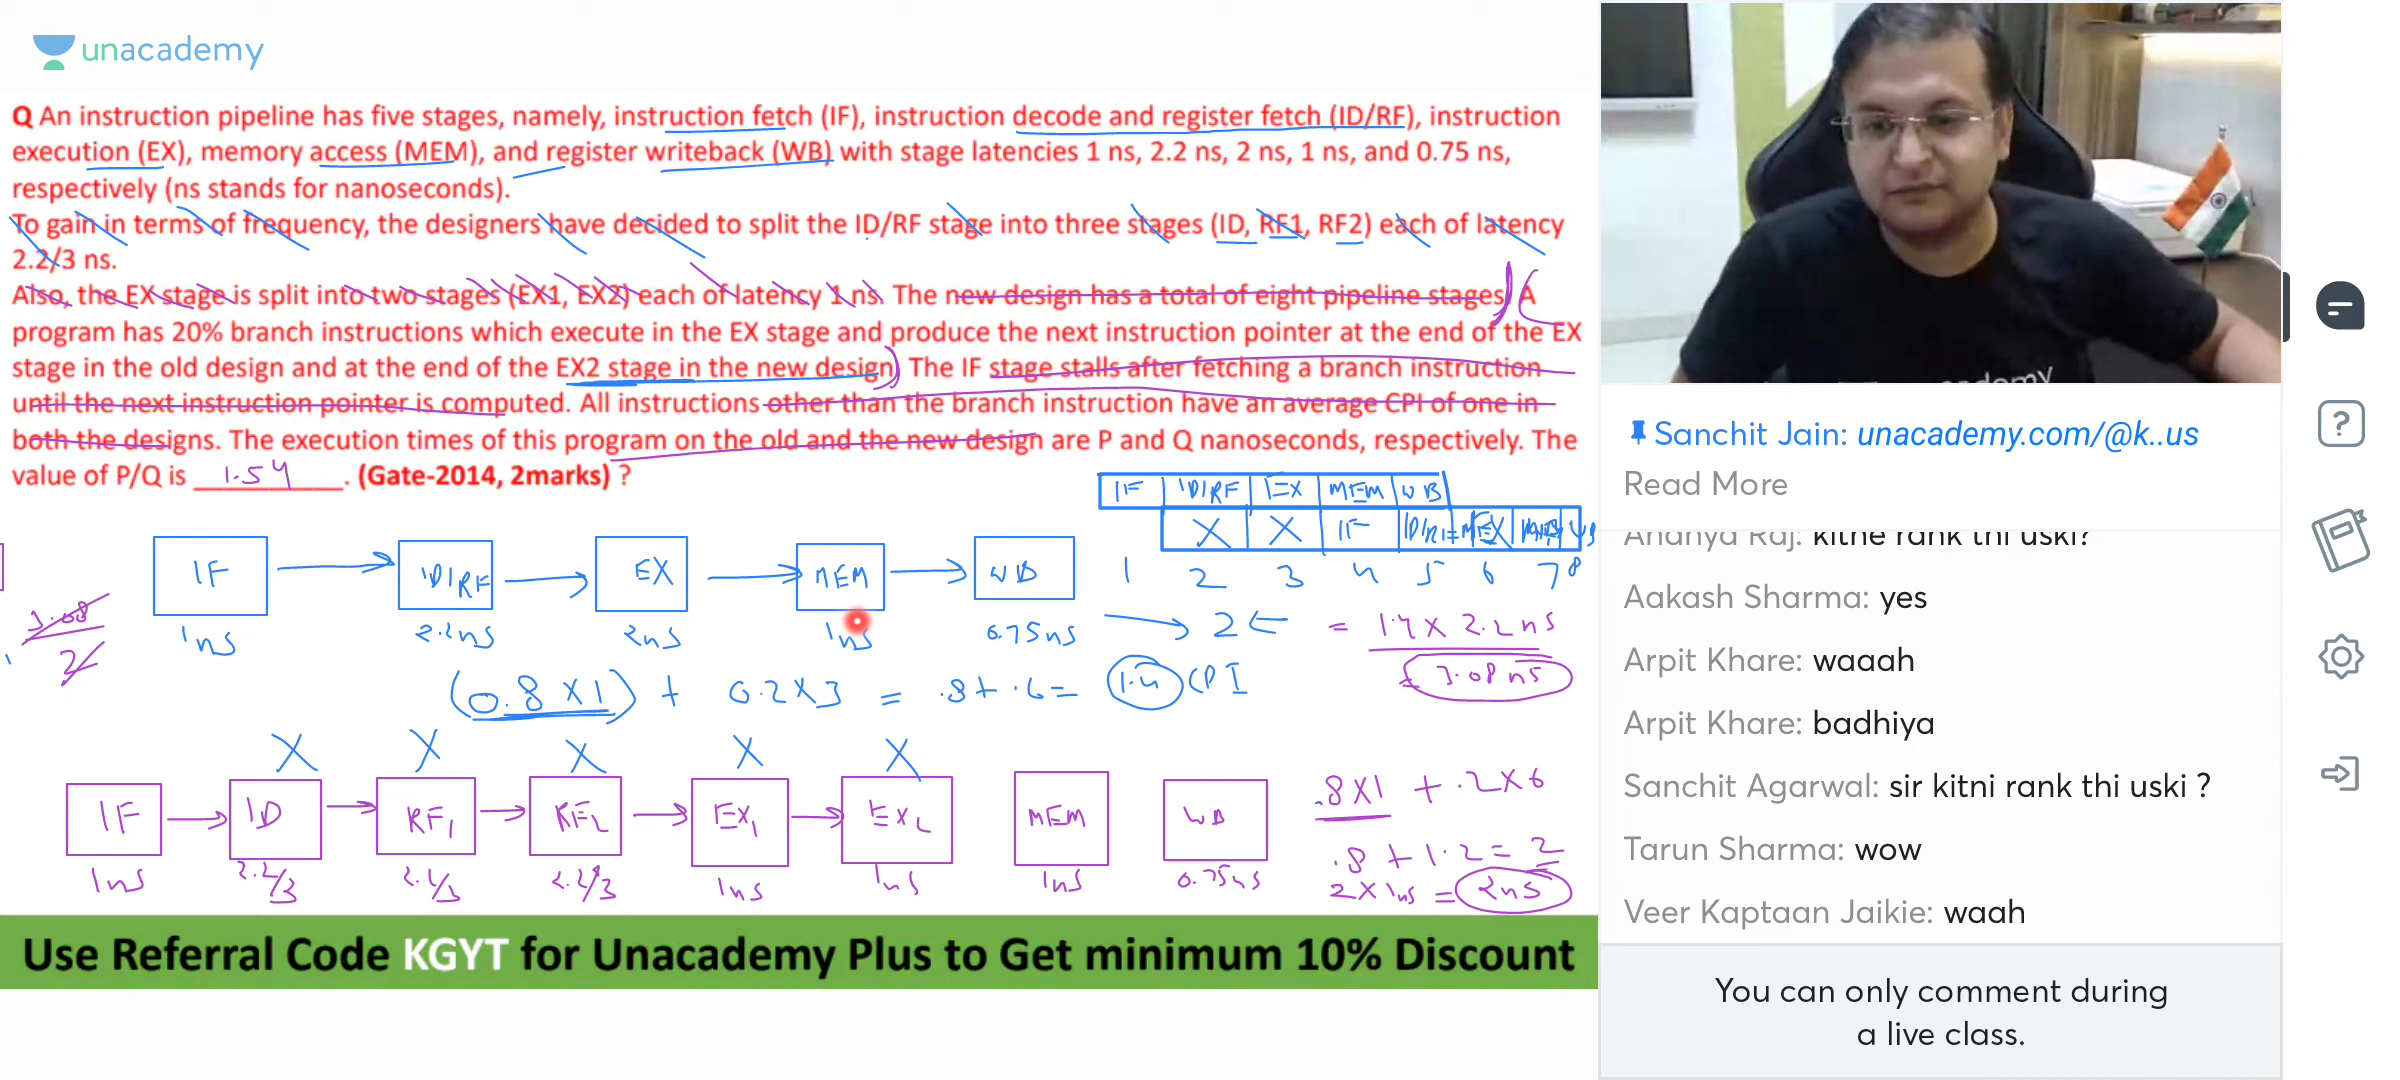 unacademy
Q An instruction pipeline has five stages, namely, instruction fetch (IF), instruction decode and register fetch (ID/RF), instruction
execution (EX), memory access (MEM), and register writeback (WB) with stage latencies 1 ns, 2.2 ns, 2 ns, 1 ns, and 0.75 ns,
respectively (ns stands for nanoseconds).
To gain in terms of frequency, the designers have decided to split the ID/RF stage into three stages (ID, RF1, RF2) each of latency
2.2/3 ns.
Also, the EX stage is split into two stages (EX1, EX2) each of latency 1 ns. The new design has a total of eight pipeline stages. A
program has 20% branch instructions which execute in the EX stage and produce the next instruction pointer at the end of the EX
stage in the old design and at the end of the EX2 stage in the new design. The IF stage stalls after fetching a branch instruction
until the next instruction pointer is computed. All instructions other than the branch instruction have an average CPI of one in
both the designs. The execution times of this program on the old and the new design are P and Q nanoseconds, respectively. The
value of P/Q is 1.54. (Gate-2014, 2marks) ?
IF ID/RF EX MEM WB
X X IF
1 2 3 4 5 6 7 8
IF ID/RF EX MEM WB
1ns 2.2ns 2ns 1ns 0.75ns
3.08
2
2 = 1.4 X 2.2ns
= 3.08 ns
(0.8 X 1) + 0.2 X 3 = .8 + .6 = 1.4 CPI
X X X X X
IF ID RF1 RF2 EX1 EX2 MEM WB
1ns 2.2/3 2.2/3 2.2/3 1ns 1ns 1ns 0.75ns
.8X1 + .2X6
.8 + 1.2 = 2
2 X 1ns = 2ns
Use Referral Code KGYT for Unacademy Plus to Get minimum 10% Discount
Sanchit Jain: unacademy.com/@k..us
Read More
Ananya Raj: kitne rank thi uski?
Aakash Sharma: yes
Arpit Khare: waaah
Arpit Khare: badhiya
Sanchit Agarwal: sir kitni rank thi uski ?
Tarun Sharma: wow
Veer Kaptaan Jaikie: waah
You can only comment during
a live class.